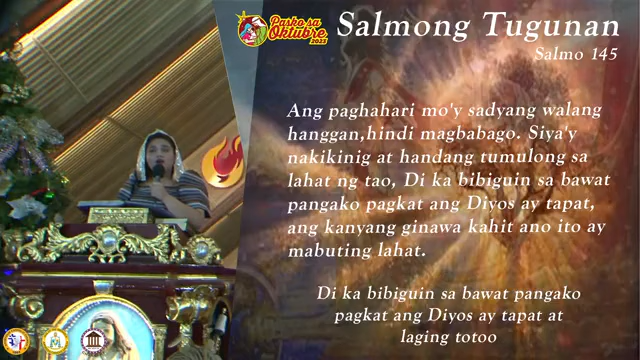 Pasko sa
Oktubre
2023
Salmong Tugunan
Salmo 145
Ang paghahari mo'y sadyang walang
hanggan,hindi magbabago. Siya'y
nakikinig at handang tumulong sa
lahat ng tao, Di ka bibiguin sa bawat
pangako pagkat ang Diyos ay tapat,
ang kanyang ginawa kahit ano ito ay
mabuting lahat.
Di ka bibiguin sa bawat pangako
pagkat ang Diyos ay tapat at
laging totoo